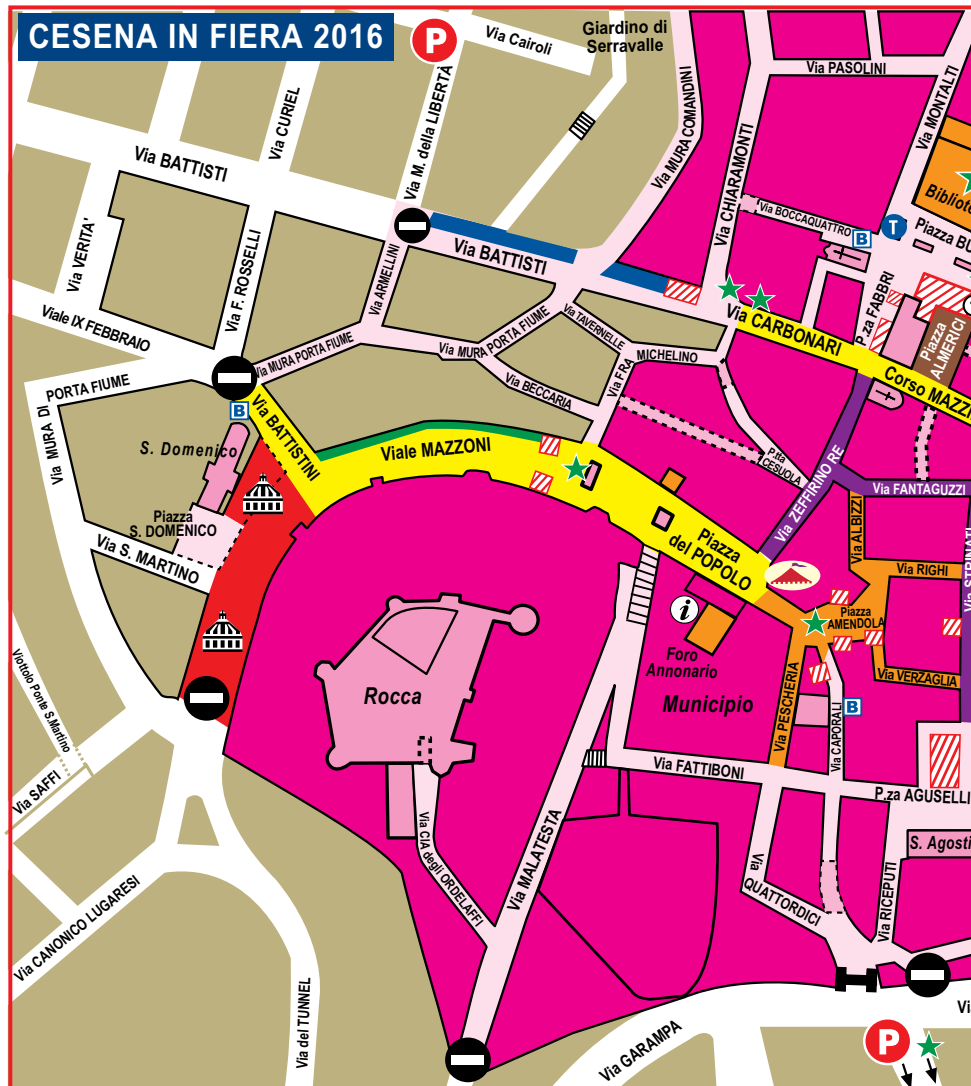 CESENA IN FIERA 2016
P
Via Cairoli
Giardino di
Serravalle
Via PASOLINI
Via MONTALTI
Via CURIEL
Via M. della LIBERTÀ
Via MURA COMANDINI
Via CHIARAMONTI
Via BATTISTI
Via BOCCAQUATTRO
B
T
Bibliote
Piazza BU
Via VERITA'
Via F. ROSSELLI
Via ARMELLINI
Via BATTISTI
P.za FABBRI
Piazza
ALMERICI
Viale IX FEBBRAIO
Via MURA PORTA FIUME
Via MURA PORTA FIUME
Via TAVERNELLE
Via CARBONARI
Corso MAZZI
Via FRA
MICHELINO
Via BECCARIA
Via MURA DI
PORTA FIUME
B
Via BATTISTINI
S. Domenico
Viale MAZZONI
P.tta
CESUOLA
Via ZEFFIRINO RE
Via FANTAGUZZI
Piazza
S. DOMENICO
Via S. MARTINO
Piazza
del POPOLO
Via ALBIZZI
Via RIGHI
Via STRINATI
i
Piazza
AMENDOLA
Foro
Annonario
Municipio
Via PESCHERIA
Via VERZAGLIA
B
Via CAPORALI
Rocca
Viottolo Ponte S.Martino
Via SAFFI
Via FATTIBONI
P.za AGUSELLI
Via CIA degli ORDELAFFI
Via MALATESTA
S. Agosti
Via
QUATTORDICI
Via RICEPUTI
Via CANONICO LUGARESI
Via del TUNNEL
Via GARAMPA
Vi
P